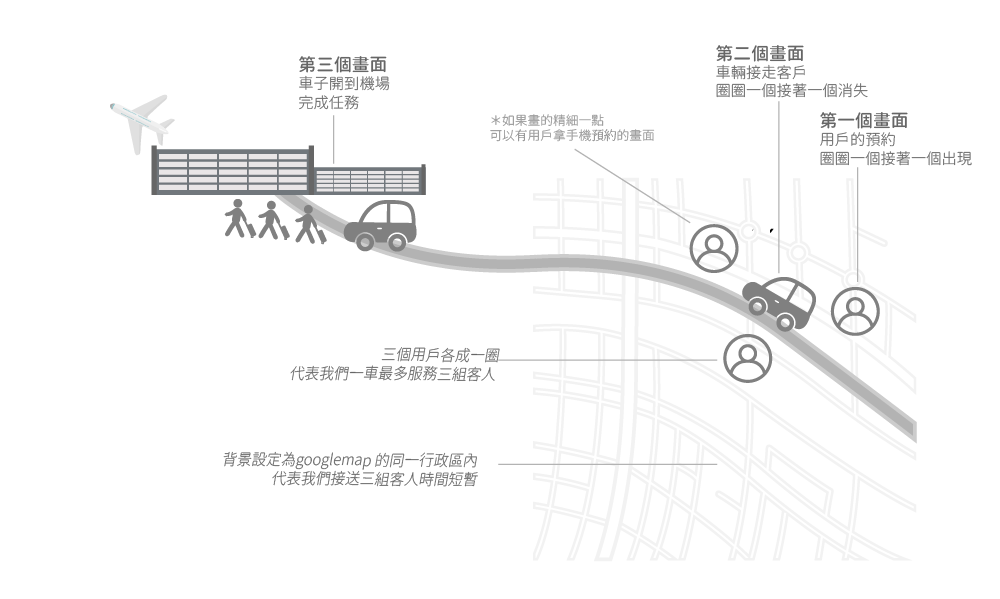 第三個畫面
車子開到機場
完成任務
第二個畫面
車輛接走客戶
圈圈一個接著一個消失
＊如果畫的精細一點
可以有用戶拿手機預約的畫面
第一個畫面
用戶的預約
圈圈一個接著一個出現
三個用戶各成一圈
代表我們一車最多服務三組客人
背景設定為googlemap 的同一行政區內
代表我們接送三組客人時間短暫